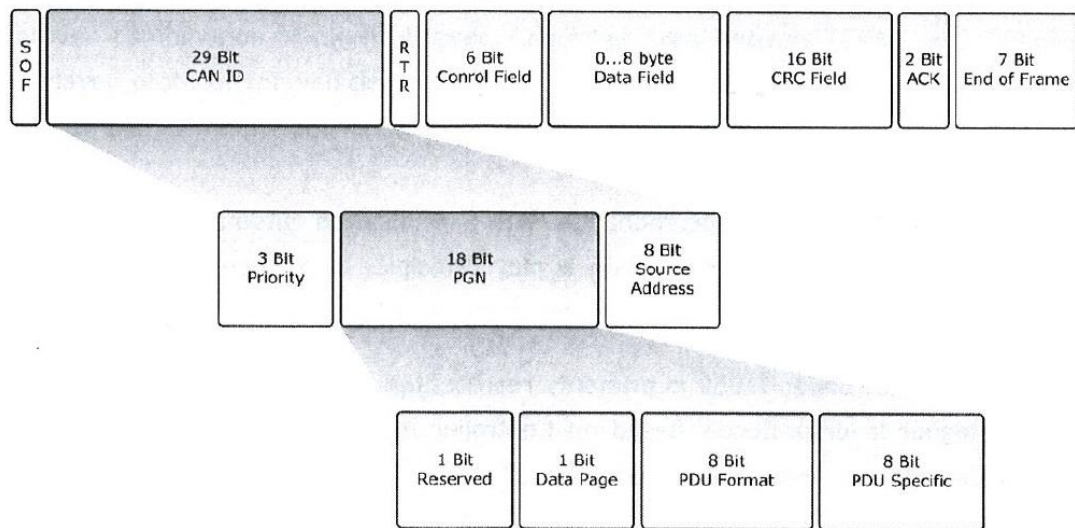 S
O
F
29 Bit
CAN ID
R
T
R
6 Bit
Conrol Field
0...8 byte
Data Field
16 Bit
CRC Field
2 Bit
ACK
7 Bit
End of Frame
3 Bit
Priority
18 Bit
PGN
8 Bit
Source
Address
1 Bit
Reserved
1 Bit
Data Page
8 Bit
PDU Format
8 Bit
PDU Specific